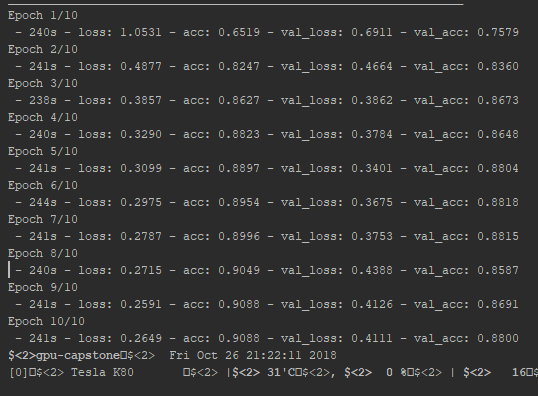 Epoch 1/10
- 240s - loss: 1.0531 - acc: 0.6519 - val_loss: 0.6911 - val_acc: 0.7579
Epoch 2/10
- 241s - loss: 0.4877 - acc: 0.8247 - val_loss: 0.4664 - val_acc: 0.8360
Epoch 3/10
- 238s - loss: 0.3857 - acc: 0.8627 - val_loss: 0.3862 - val_acc: 0.8673
Epoch 4/10
- 240s - loss: 0.3290 - acc: 0.8823 - val_loss: 0.3784 - val_acc: 0.8648
Epoch 5/10
- 241s - loss: 0.3099 - acc: 0.8897 - val_loss: 0.3401 - val_acc: 0.8804
Epoch 6/10
- 244s - loss: 0.2975 - acc: 0.8954 - val_loss: 0.3675 - val_acc: 0.8818
Epoch 7/10
- 241s - loss: 0.2787 - acc: 0.8996 - val_loss: 0.3753 - val_acc: 0.8815
Epoch 8/10
- 240s - loss: 0.2715 - acc: 0.9049 - val_loss: 0.4388 - val_acc: 0.8587
Epoch 9/10
- 241s - loss: 0.2591 - acc: 0.9088 - val_loss: 0.4126 - val_acc: 0.8691
Epoch 10/10
- 241s - loss: 0.2649 - acc: 0.9088 - val_loss: 0.4111 - val_acc: 0.8800
$<2>gpu-capstone□$<2>  Fri Oct 26 21:22:11 2018
[0]□$<2> Tesla K80       □$<2> |$<2> 31'C□$<2>, $<2>  0 %□$<2> | $<2>   16□